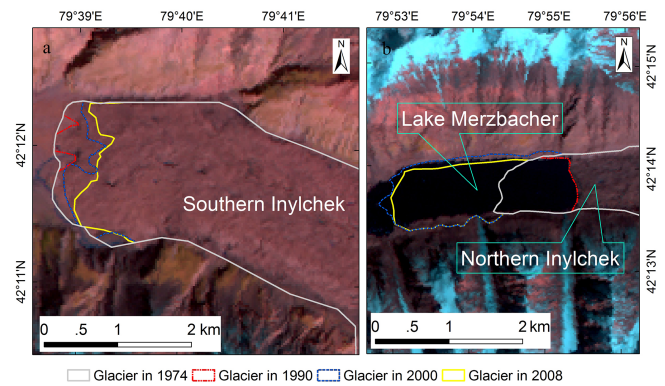 79°39'E 79°40'E 79°41'E 79°53'E 79°54'E 79°55'E 79°56'E
a N b N
42°15'N
42°12'N Lake Merzbacher 42°14'N
Southern Inylchek
Northern Inylchek
42°11'N 42°13'N
0 .5 1 2 km 0 .5 1 2 km
Glacier in 1974 Glacier in 1990 Glacier in 2000 Glacier in 2008